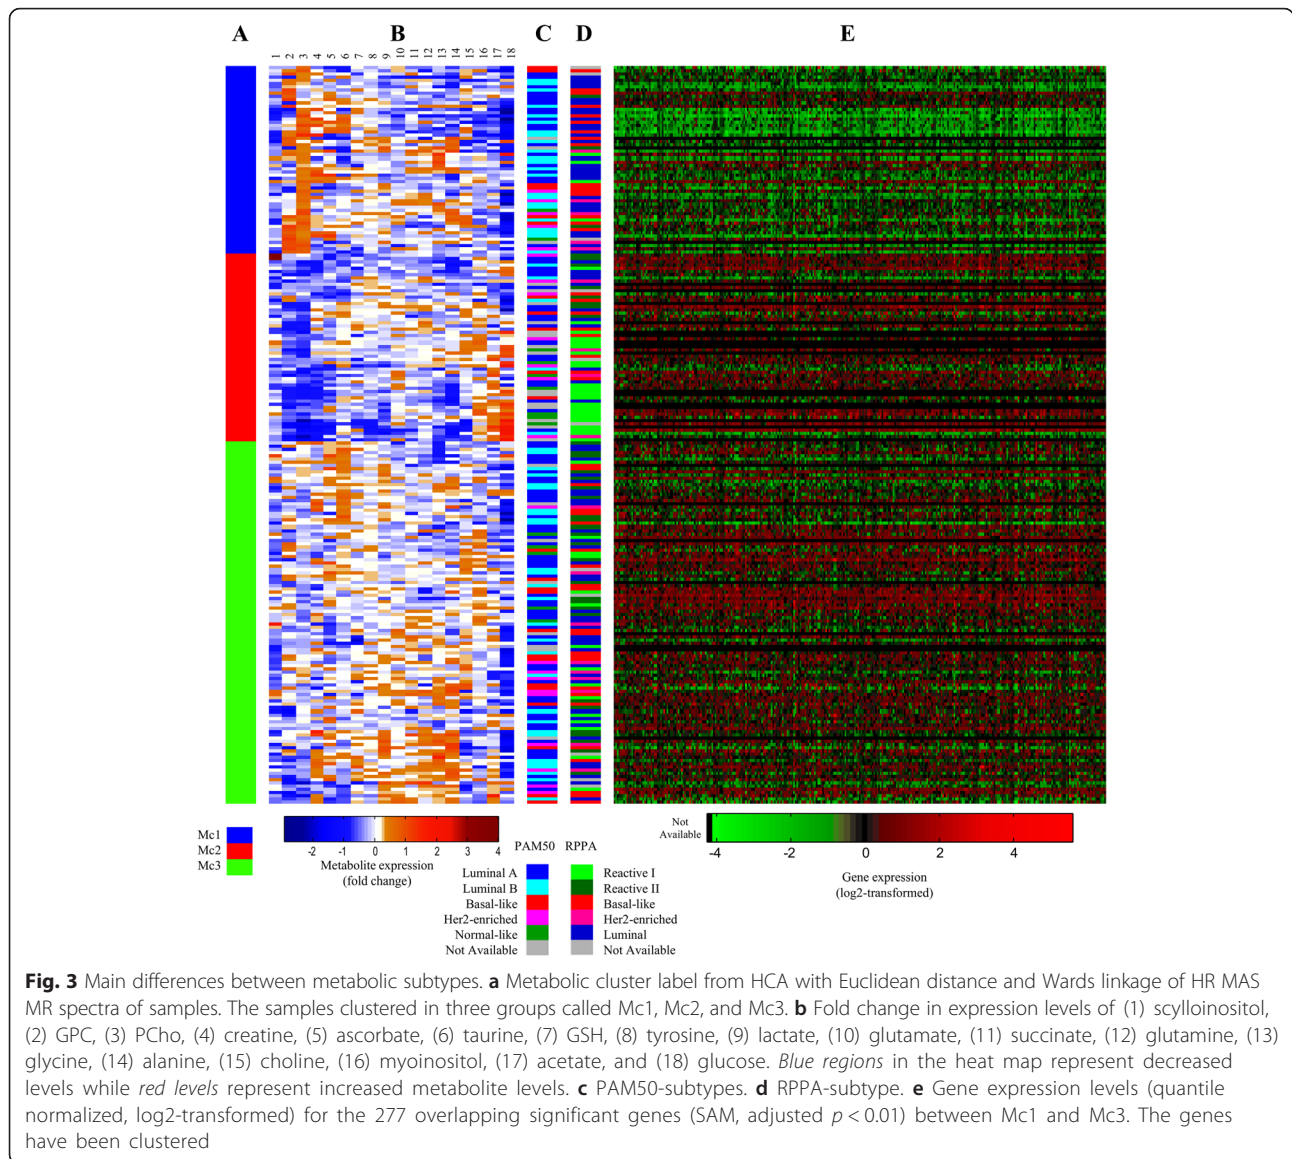 A B C D E
1 2 3 4 5 6 7 8 9 10 11 12 13 14 15 16 17 18
Mc1
Mc2
Mc3
-2 -1 0 1 2 3 4
Metabolite expression
(fold change)
PAM50 RPPA
Luminal A Reactive I
Luminal B Reactive II
Basal-like Basal-like
Her2-enriched Her2-enriched
Normal-like Luminal
Not Available Not Available
Not
Available
-4 -2 0 2 4
Gene expression
(log2-transformed)
Fig. 3 Main differences between metabolic subtypes. a Metabolic cluster label from HCA with Euclidean distance and Wards linkage of HR MAS
MR spectra of samples. The samples clustered in three groups called Mc1, Mc2, and Mc3. b Fold change in expression levels of (1) scylloinositol,
(2) GPC, (3) PCho, (4) creatine, (5) ascorbate, (6) taurine, (7) GSH, (8) tyrosine, (9) lactate, (10) glutamate, (11) succinate, (12) glutamine, (13)
glycine, (14) alanine, (15) choline, (16) myoinositol, (17) acetate, and (18) glucose. Blue regions in the heat map represent decreased
levels while red levels represent increased metabolite levels. c PAM50-subtypes. d RPPA-subtype. e Gene expression levels (quantile
normalized, log2-transformed) for the 277 overlapping significant genes (SAM, adjusted p < 0.01) between Mc1 and Mc3. The genes
have been clustered